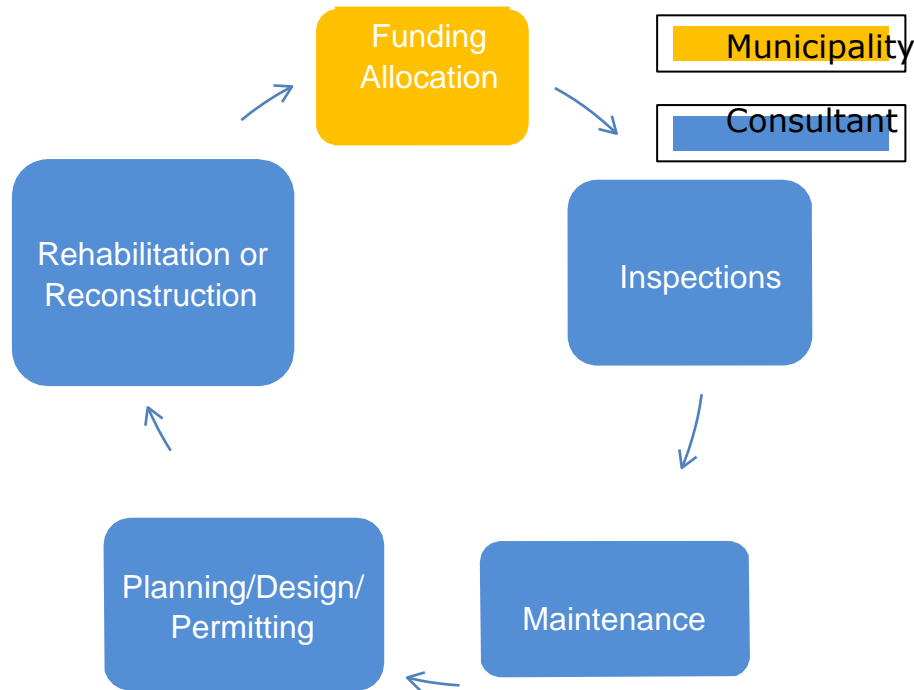 Funding
Allocation
Municipality
Consultant
Rehabilitation or
Reconstruction
Inspections
Planning/Design/
Permitting
Maintenance